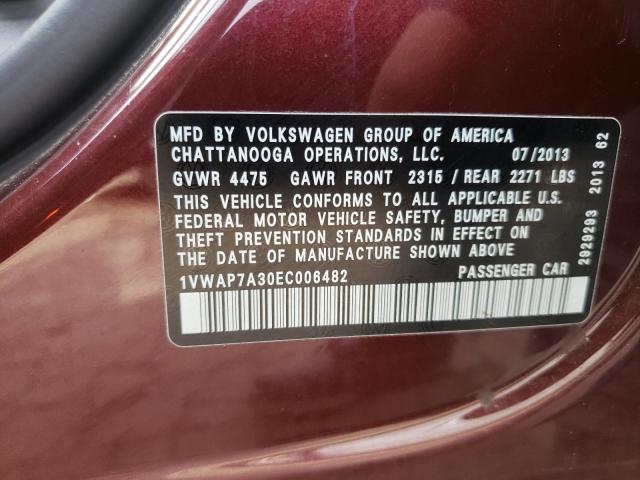 MFD BY VOLKSWAGEN GROUP OF AMERICA
CHATTANOOGA OPERATIONS, LLC. 07/2013
GVWR 4475 GAWR FRONT 2315 / REAR 2271 LBS
THIS VEHICLE CONFORMS TO ALL APPLICABLE U.S.
FEDERAL MOTOR VEHICLE SAFETY, BUMPER AND
THEFT PREVENTION STANDARDS IN EFFECT ON
THE DATE OF MANUFACTURE SHOWN ABOVE
1VWAP7A30EC006482 PASSENGER CAR
2929293 2013 62